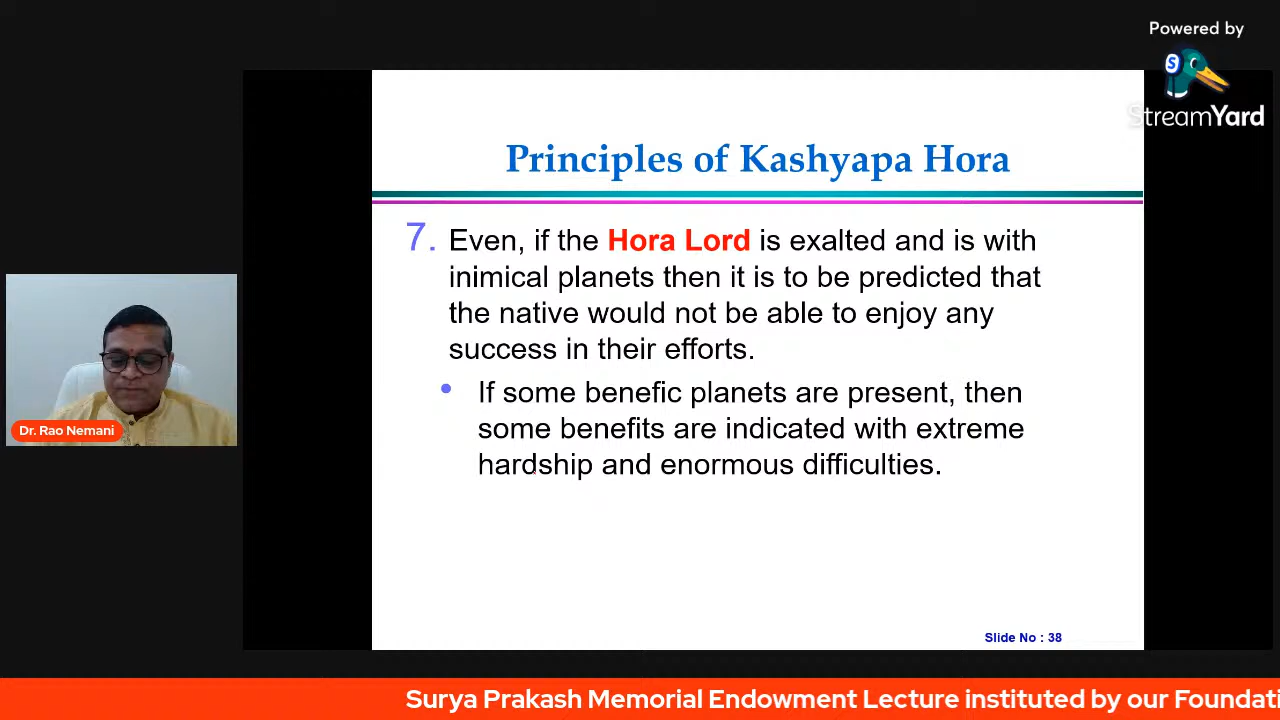 Powered by
StreamYard
Principles of Kashyapa Hora
7. Even, if the Hora Lord is exalted and is with
inimical planets then it is to be predicted that
the native would not be able to enjoy any
success in their efforts.
• If some benefic planets are present, then
some benefits are indicated with extreme
hardship and enormous difficulties.
Dr. Rao Nemani
Slide No : 38
Surya Prakash Memorial Endowment Lecture instituted by our Foundati